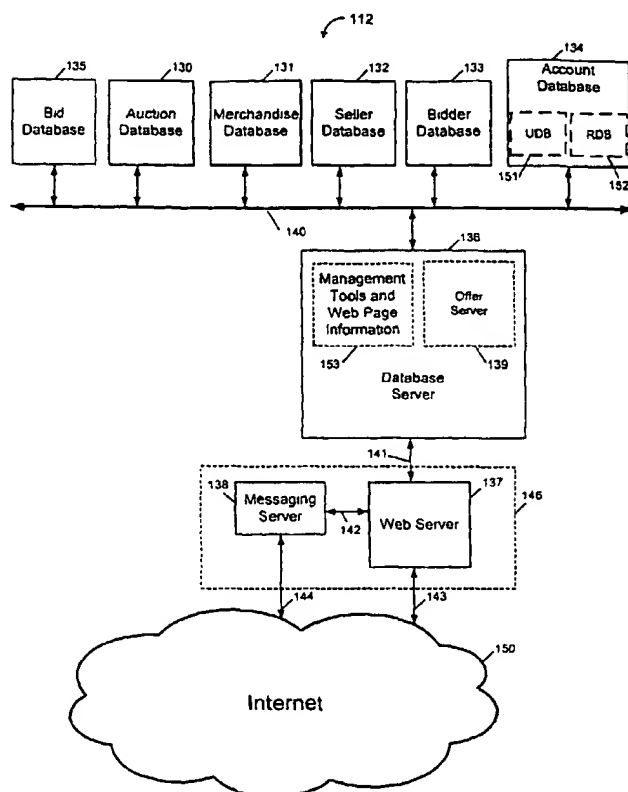 112
135
130
131
132
133
134
Bid
Database
Auction
Database
Merchandise
Database
Seller
Database
Bidder
Database
Account
Database
UDB
RDB
151
152
140
136
Management
Tools and
Web Page
Information
Offer
Server
153
139
Database
Server
141
138
Messaging
Server
142
137
Web Server
146
144
143
150
Internet